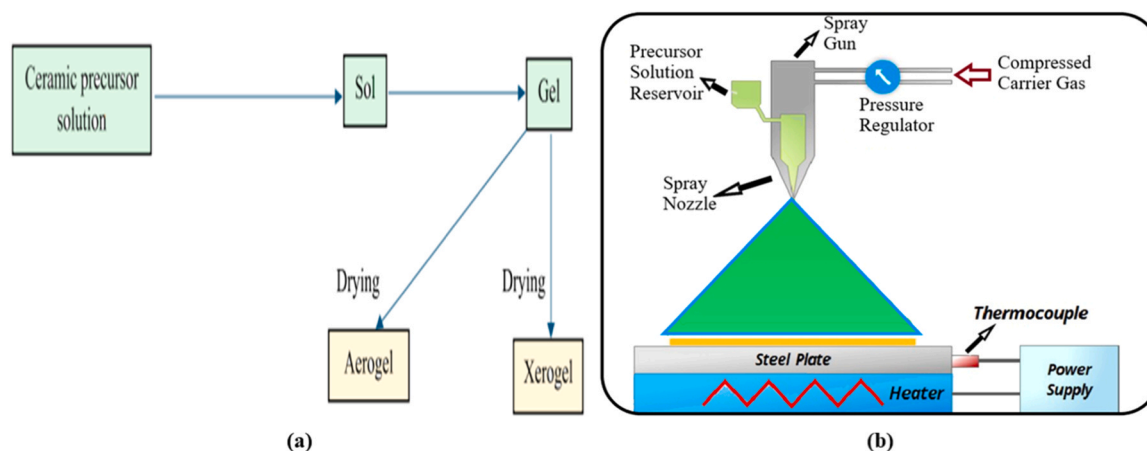 Ceramic precursor
solution
Sol
Gel
Drying
Drying
Aerogel
Xerogel
(a)
Spray
Gun
Precursor
Solution
Reservoir
Compressed
Carrier Gas
Pressure
Regulator
Spray
Nozzle
Thermocouple
Steel Plate
Heater
Power
Supply
(b)